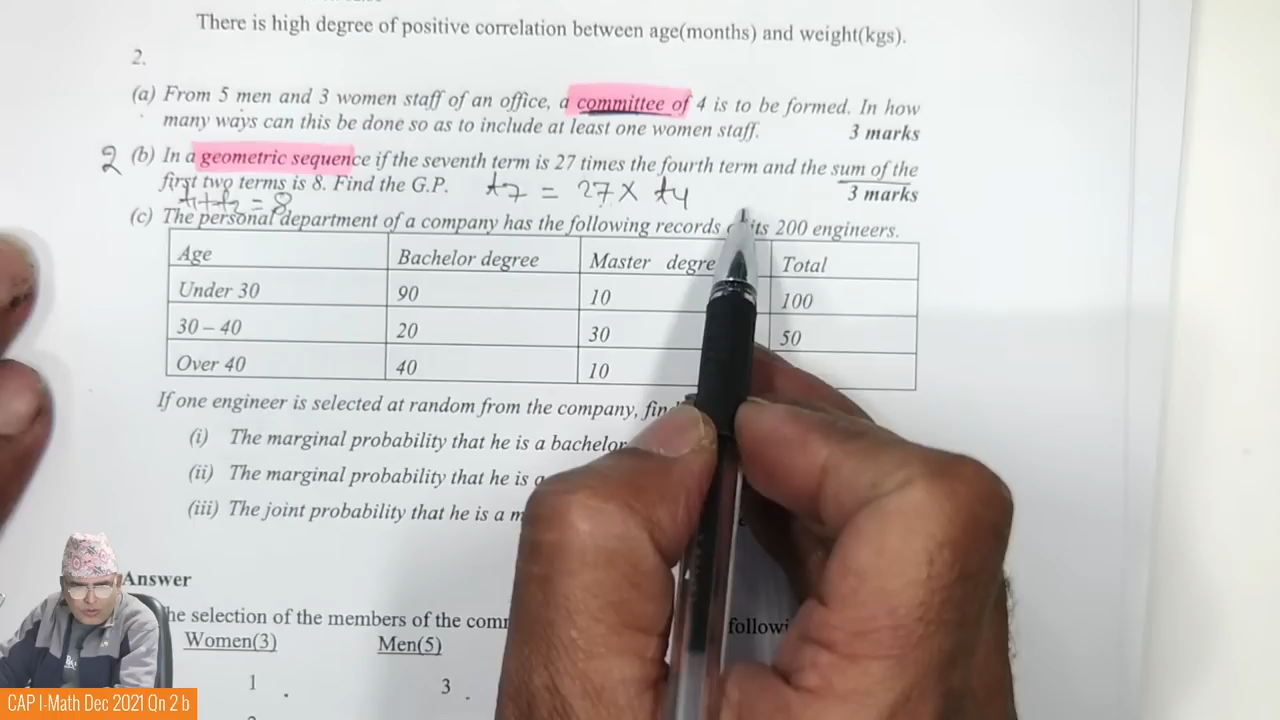 There is high degree of positive correlation between age(months) and weight(kgs).
2.
(a) From 5 men and 3 women staff of an office, a committee of 4 is to be formed. In how
many ways can this be done so as to include at least one women staff. 3 marks
2 (b) In a geometric sequence if the seventh term is 27 times the fourth term and the sum of the
first two terms is 8. Find the G.P. t7 = 27 × t4 3 marks
t1+t2 = 8
(c) The personal department of a company has the following records its 200 engineers.
Age Bachelor degree Master Total
Under 30 90 10 100
30 – 40 20 30 50
Over 40 40 10
If one engineer is selected at random from the company,
(i) The marginal probability that he is a bachelor
(ii) The marginal probability that he is
(iii) The joint probability that he is a
Answer
he selection of the members of the
Women(3) Men(5)
1 3
CAP I-Math Dec 2021 Qn 2 b